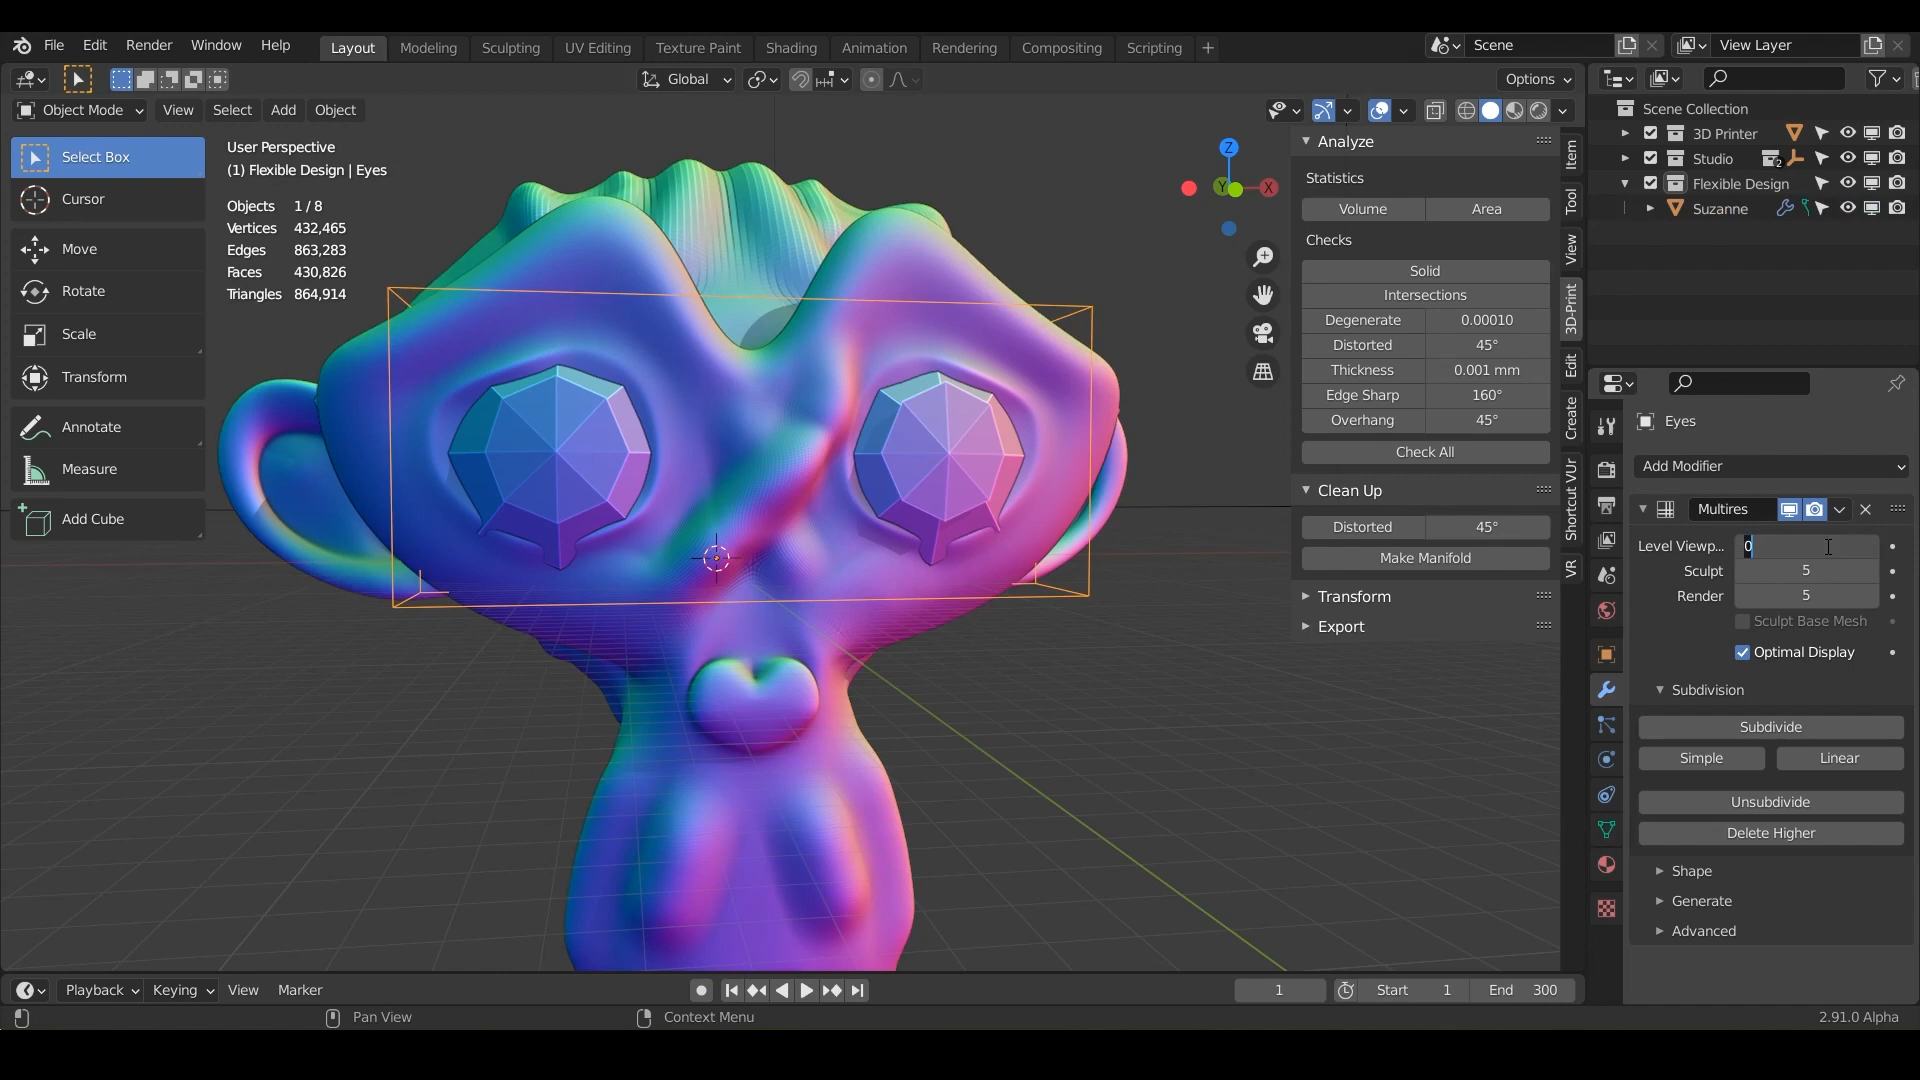 File Edit Render Window Help Layout Modeling Sculpting UV Editing Texture Paint Shading Animation Rendering Compositing Scripting + Scene View Layer
Global Options
Object Mode View Select Add Object
Select Box
Cursor
Move
Rotate
Scale
Transform
Annotate
Measure
Add Cube
User Perspective
(1) Flexible Design | Eyes
Objects 1 / 8
Vertices 432,465
Edges 863,283
Faces 430,826
Triangles 864,914
Z
Y
X
Analyze
Statistics
Volume Area
Checks
Solid
Intersections
Degenerate 0.00010
Distorted 45°
Thickness 0.001 mm
Edge Sharp 160°
Overhang 45°
Check All
Clean Up
Distorted 45°
Make Manifold
Transform
Export
Item
Tool
View
3D-Print
Edit
Create
Shortcut VUr
VR
Scene Collection
3D Printer
Studio 2
Flexible Design
Suzanne
Eyes
Add Modifier
Multires
Level Viewp... 0
Sculpt 5
Render 5
Sculpt Base Mesh
Optimal Display
Subdivision
Subdivide
Simple Linear
Unsubdivide
Delete Higher
Shape
Generate
Advanced
Playback Keying View Marker 1 Start 1 End 300
Pan View Context Menu 2.91.0 Alpha